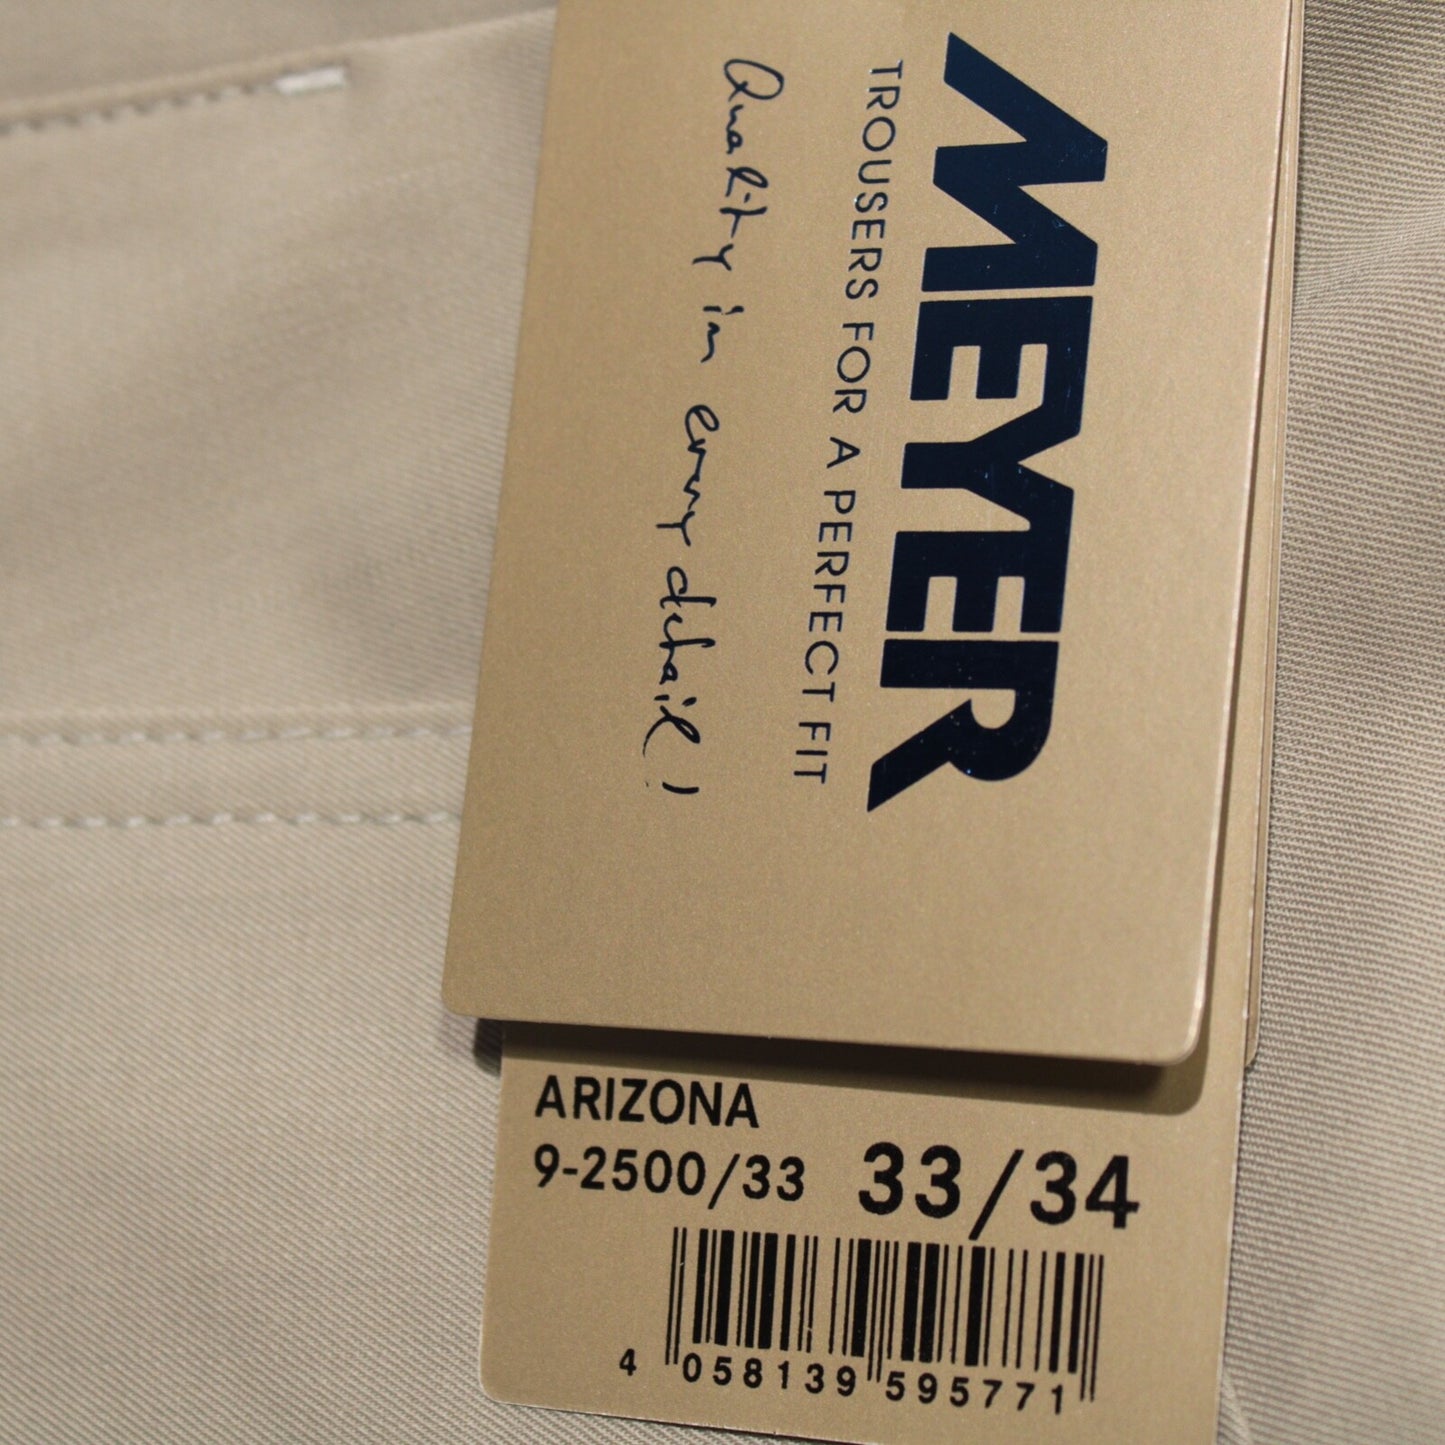 MEYER
TROUSERS FOR A PERFECT FIT
Quality in every detail!
ARIZONA
9-2500/33 33/34
4 058139 595771